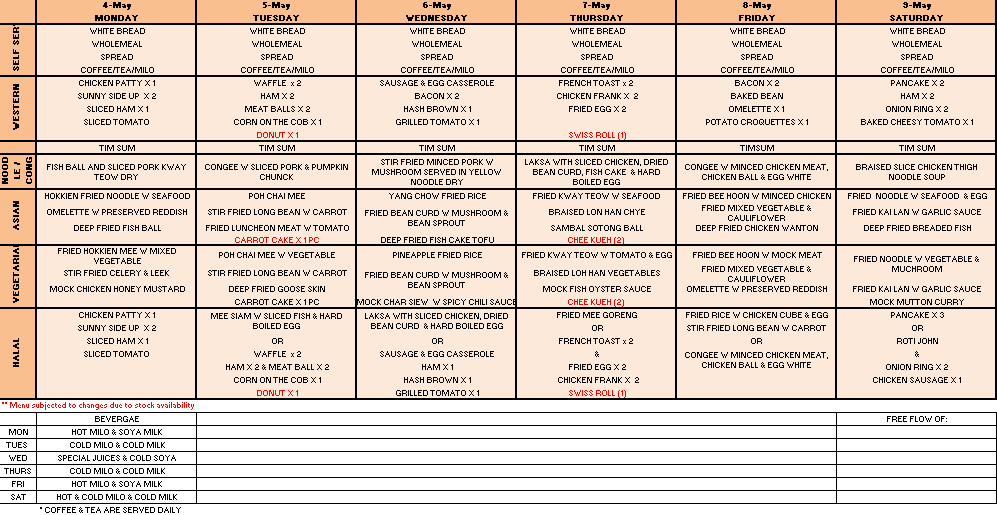 4-May 5-May 6-May 7-May 8-May 9-May
MONDAY TUESDAY WEDNESDAY THURSDAY FRIDAY SATURDAY
SELF SER
WHITE BREAD WHITE BREAD WHITE BREAD WHITE BREAD WHITE BREAD WHITE BREAD
WHOLEMEAL WHOLEMEAL WHOLEMEAL WHOLEMEAL WHOLEMEAL WHOLEMEAL
SPREAD SPREAD SPREAD SPREAD SPREAD SPREAD
COFFEE/TEA/MILO COFFEE/TEA/MILO COFFEE/TEA/MILO COFFEE/TEA/MILO COFFEE/TEA/MILO COFFEE/TEA/MILO
WESTERN
CHICKEN PATTY X 1 WAFFLE x 2 SAUSAGE & EGG CASSEROLE FRENCH TOAST x 2 BACON X 2 PANCAKE X 2
SUNNY SIDE UP X 2 HAM X 2 BACON X 2 CHICKEN FRANK X 2 BAKED BEAN HAM X 2
SLICED HAM X 1 MEAT BALLS X 2 HASH BROWN X 1 FRIED EGG X 2 OMELETTE X 1 ONION RING X 2
SLICED TOMATO CORN ON THE COB X 1 GRILLED TOMATO X 1 POTATO CROQUETTES X 1 BAKED CHEESY TOMATO X 1
DONUT X 1 SWISS ROLL (1)
TIM SUM TIM SUM TIM SUM TIM SUM TIM SUM TIM SUM
NOOD
LE /
CONG
FISH BALL AND SLICED PORK KWAY
TEOW DRY
CONGEE W SLICED PORK & PUMPKIN
CHUNCK
STIR FRIED MINCED PORK W
MUSHROOM SERVED IN YELLOW
NOODLE DRY
LAKSA WITH SLICED CHICKEN, DRIED
BEAN CURD, FISH CAKE & HARD
BOILED EGG
CONGEE W MINCED CHICKEN MEAT,
CHICKEN BALL & EGG WHITE
BRAISED SLICE CHICKEN THIGH
NOODLE SOUP
ASIAN
HOKKIEN FRIED NOODLE W SEAFOOD
OMELETTE W PRESERVED REDDISH
DEEP FRIED FISH BALL
POH CHAI MEE
STIR FRIED LONG BEAN W CARROT
FRIED LUNCHEON MEAT W TOMATO
CARROT CAKE X 1 PC
YANG CHOW FRIED RICE
FRIED BEAN CURD W MUSHROOM &
BEAN SPROUT
DEEP FRIED FISH CAKE TOFU
FRIED KWAY TEOW W SEAFOOD
BRAISED LOH HAN CHYE
SAMBAL SOTONG BALL
CHEE KUEH (2)
FRIED BEE HOON W MINCED CHICKEN
FRIED MIXED VEGETABLE &
CAULIFLOWER
DEEP FRIED CHICKEN WANTON
FRIED NOODLE W SEAFOOD & EGG
FRIED KAI LAN W GARLIC SAUCE
DEEP FRIED BREADED FISH
VEGETARIA
FRIED HOKKIEN MEE W MIXED
VEGETABLE
STIR FRIED CELERY & LEEK
MOCK CHICKEN HONEY MUSTARD
POH CHAI MEE W VEGETABLE
STIR FRIED LONG BEAN W CARROT
DEEP FRIED GOOSE SKIN
CARROT CAKE X 1 PC
PINEAPPLE FRIED RICE
FRIED BEAN CURD W MUSHROOM &
BEAN SPROUT
MOCK CHAR SIEW W SPICY CHILI SAUCE
FRIED KWAY TEOW W TOMATO & EGG
BRAISED LOH HAN VEGETABLES
MOCK FISH OYSTER SAUCE
CHEE KUEH (2)
FRIED BEE HOON W MOCK MEAT
FRIED MIXED VEGETABLE &
CAULIFLOWER
OMELETTE W PRESERVED REDDISH
FRIED NOODLE W VEGETABLE &
MUCHROOM
FRIED KAI LAN W GARLIC SAUCE
MOCK MUTTON CURRY
HALAL
CHICKEN PATTY X 1
SUNNY SIDE UP X 2
SLICED HAM X 1
SLICED TOMATO
MEE SIAM W SLICED FISH & HARD
BOILED EGG
OR
WAFFLE x 2
HAM X 2 & MEAT BALL X 2
CORN ON THE COB X 1
DONUT X 1
LAKSA WITH SLICED CHICKEN, DRIED
BEAN CURD & HARD BOILED EGG
OR
SAUSAGE & EGG CASSEROLE
HAM X 1
HASH BROWN X 1
GRILLED TOMATO X 1
FRIED MEE GORENG
OR
FRENCH TOAST x 2
&
FRIED EGG X 2
CHICKEN FRANK X 2
SWISS ROLL (1)
FRIED RICE W CHICKEN CUBE & EGG
STIR FRIED LONG BEAN W CARROT
OR
CONGEE W MINCED CHICKEN MEAT,
CHICKEN BALL & EGG WHITE
PANCAKE X 3
OR
ROTI JOHN
&
ONION RING X 2
CHICKEN SAUSAGE X 1
** Menu subjected to changes due to stock availability
BEVERGAE FREE FLOW OF:
MON HOT MILO & SOYA MILK
TUES COLD MILO & COLD MILK
WED SPECIAL JUICES & COLD SOYA
THURS COLD MILO & COLD MILK
FRI HOT MILO & SOYA MILK
SAT HOT & COLD MILO & COLD MILK
* COFFEE & TEA ARE SERVED DAILY